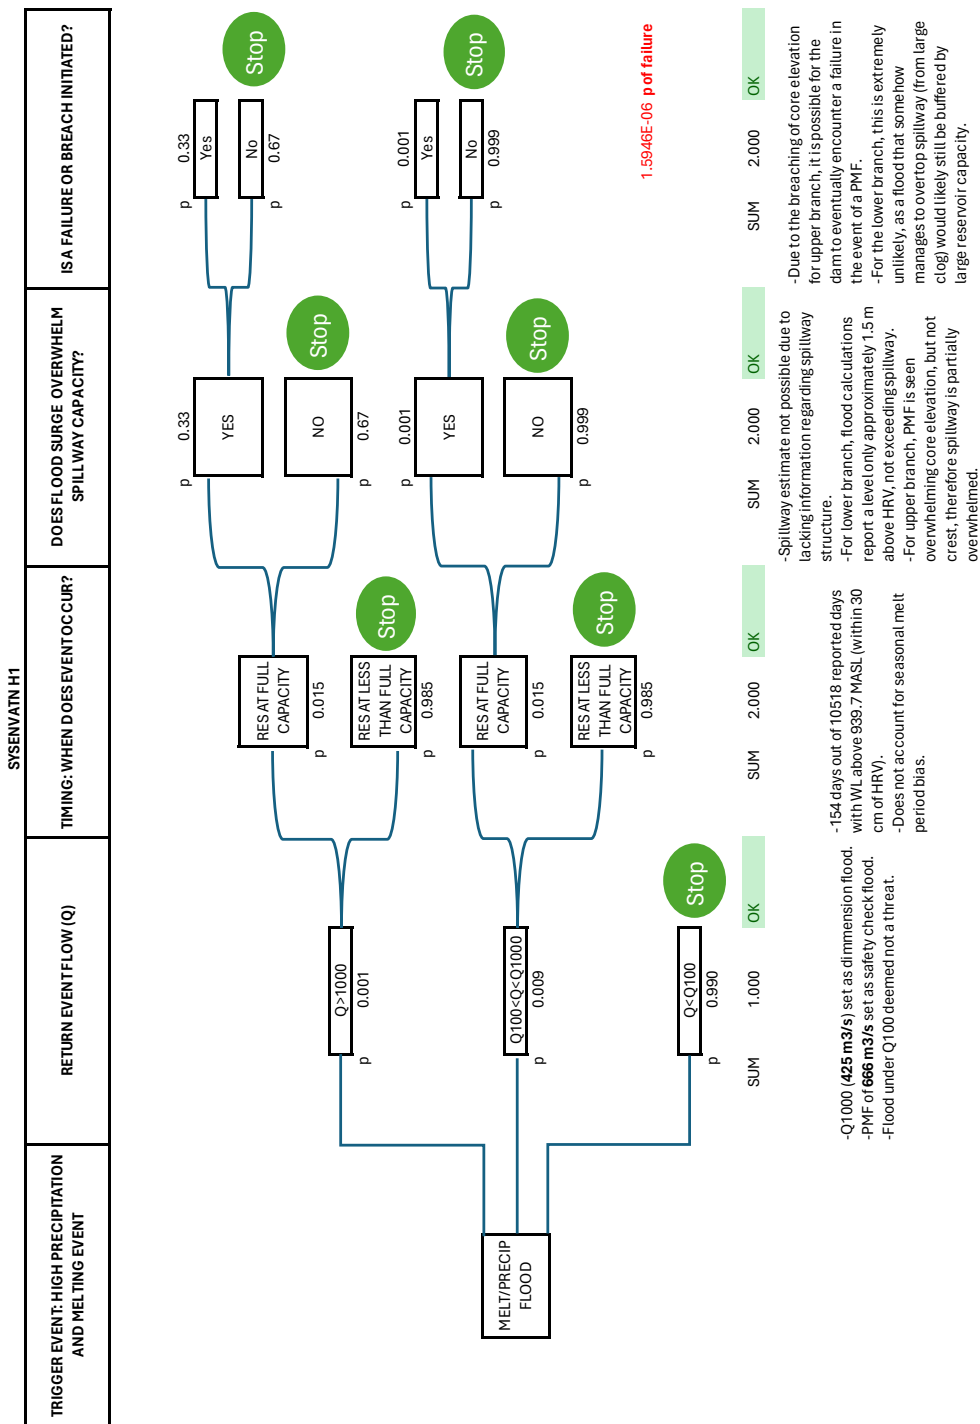 SYSENVATN H1
TRIGGER EVENT: HIGH PRECIPITATION
AND MELTING EVENT
RETURN EVENT FLOW (Q)
TIMING: WHEN DOES EVENT OCCUR?
DOES FLOOD SURGE OVERWHELM
SPILLWAY CAPACITY?
IS A FAILURE OR BREACH INITIATED?
MELT/PRECIP
FLOOD
Q>1000
p
0.001
Q100<Q<Q1000
p
0.009
Q<Q100
p
0.990
Stop
RES AT FULL
CAPACITY
p
0.015
RES AT LESS
THAN FULL
CAPACITY
p
0.985
Stop
RES AT FULL
CAPACITY
p
0.015
RES AT LESS
THAN FULL
CAPACITY
p
0.985
Stop
p
0.33
YES
NO
p
0.67
Stop
p
0.001
YES
NO
p
0.999
Stop
p
0.33
Yes
No
p
0.67
Stop
p
0.001
Yes
No
p
0.999
Stop
1.5946E-06 p of failure
SUM
1.000
OK
SUM
2.000
OK
SUM
2.000
OK
SUM
2.000
OK
-Q1000 (425 m3/s) set as dimmension flood.
-PMF of 666 m3/s set as safety check flood.
-Flood under Q100 deemed not a threat.
-154 days out of 10518 reported days
with WL above 939.7 MASL (within 30
cm of HRV).
-Does not account for seasonal melt
period bias.
-Spillway estimate not possible due to
lacking information regarding spillway
structure.
-For lower branch, flood calculations
report a level only approximately 1.5 m
above HRV, not exceeding spillway.
-For upper branch, PMF is seen
overwhelming core elevation, but not
crest, therefore spillway is partially
overwhelmed.
-Due to the breaching of core elevation
for upper branch, it is possible for the
dam to eventually encounter a failure in
the event of a PMF.
-For the lower branch, this is extremely
unlikely, as a flood that somehow
manages to overtop spillway (from large
clog) would likely still be buffered by
large reservoir capacity.